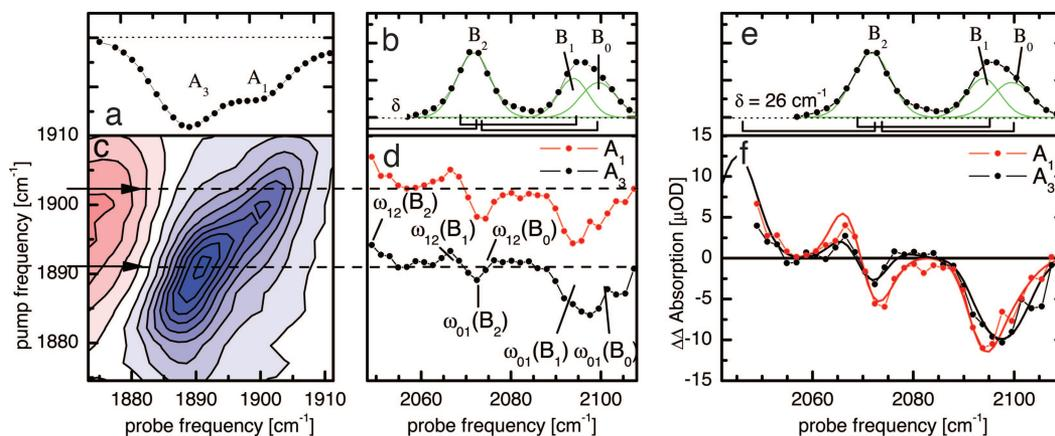 a
A₃
A₁
b
B₂
B₁
B₀
δ
e
B₂
B₁
B₀
δ = 26 cm⁻¹
c
pump frequency [cm⁻¹]
1910
1900
1890
1880
1880 1890 1900 1910
probe frequency [cm⁻¹]
d
A₁
A₃
ω₁₂(B₂)
ω₁₂(B₁)
ω₁₂(B₀)
ω₀₁(B₂)
ω₀₁(B₁) ω₀₁(B₀)
2060 2080 2100
probe frequency [cm⁻¹]
f
A₁
A₃
ΔΔ Absorption [μOD]
15
10
5
0
-5
-10
-15
2060 2080 2100
probe frequency [cm⁻¹]